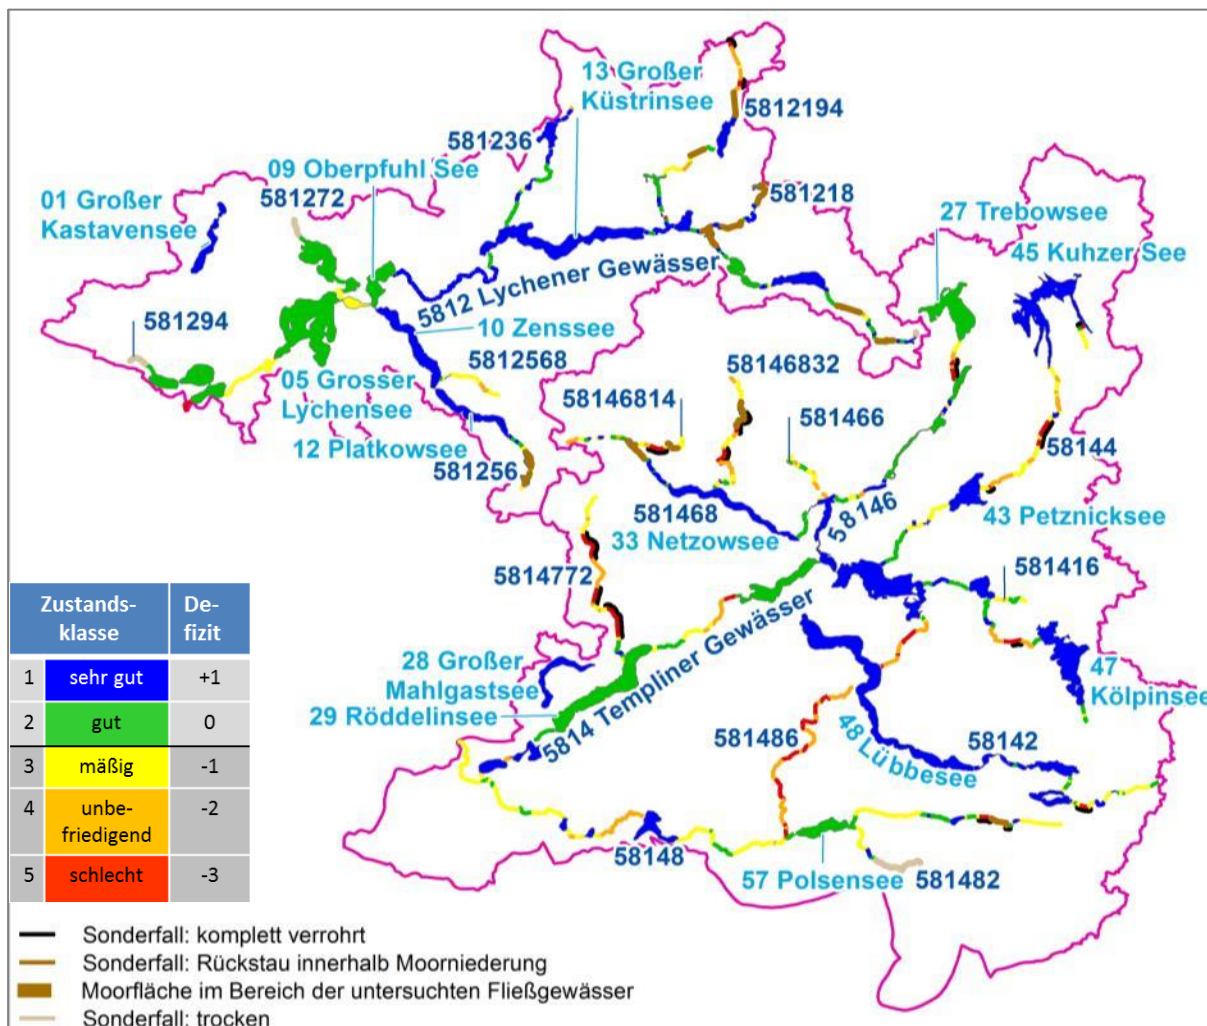 13 Großer
Küstrinsee
5812194
581236
09 Oberpfuhl See
581272
01 Großer
Kastavensee
581218
27 Trebowsee
45 Kuhzer See
5812 Lychener Gewässer
581294
10 Zenssee
5812568
05 Grosser
Lychensee
58146832
58146814
581466
12 Platkowsee
58144
581256
581468
58146
43 Petznicksee
33 Netzowsee
5814772
581416
28 Großer
Mahlgastsee
29 Röddelinsee
5814 Templiner Gewässer
47
Kölpinsee
581486
48 Lübbesee
58142
58148
57 Polsensee
581482
Zustands-
klasse
De-
fizit
1 sehr gut +1
2 gut 0
3 mäßig -1
4 unbe-
friedigend -2
5 schlecht -3
Sonderfall: komplett verrohrt
Sonderfall: Rückstau innerhalb Moorniederung
Moorfläche im Bereich der untersuchten Fließgewässer
Sonderfall: trocken